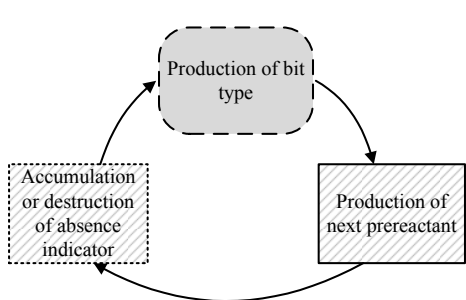 Production of bit
type
Accumulation
or destruction
of absence
indicator
Production of
next prereactant